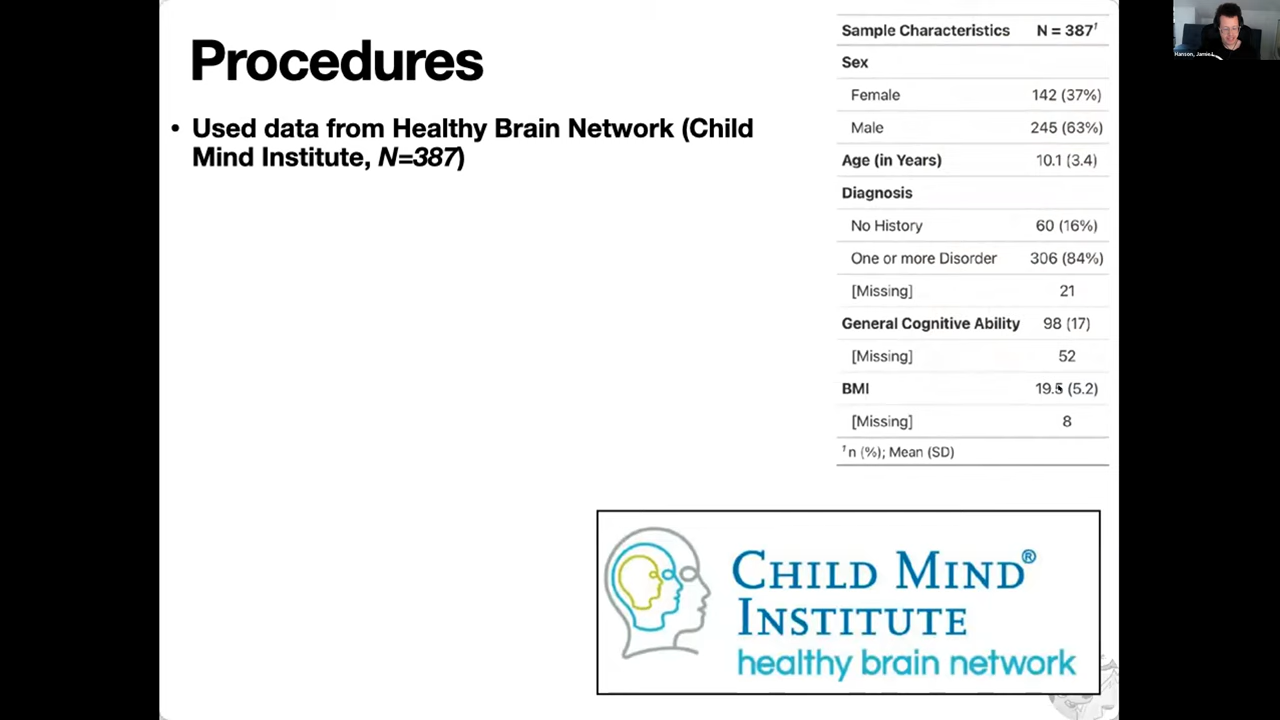 Procedures
• Used data from Healthy Brain Network (Child
Mind Institute, N=387)
Sample Characteristics N = 387†
Sex
Female 142 (37%)
Male 245 (63%)
Age (in Years) 10.1 (3.4)
Diagnosis
No History 60 (16%)
One or more Disorder 306 (84%)
[Missing] 21
General Cognitive Ability 98 (17)
[Missing] 52
BMI 19.5 (5.2)
[Missing] 8
† n (%); Mean (SD)
CHILD MIND®
INSTITUTE
healthy brain network
Hanson, Jamie L